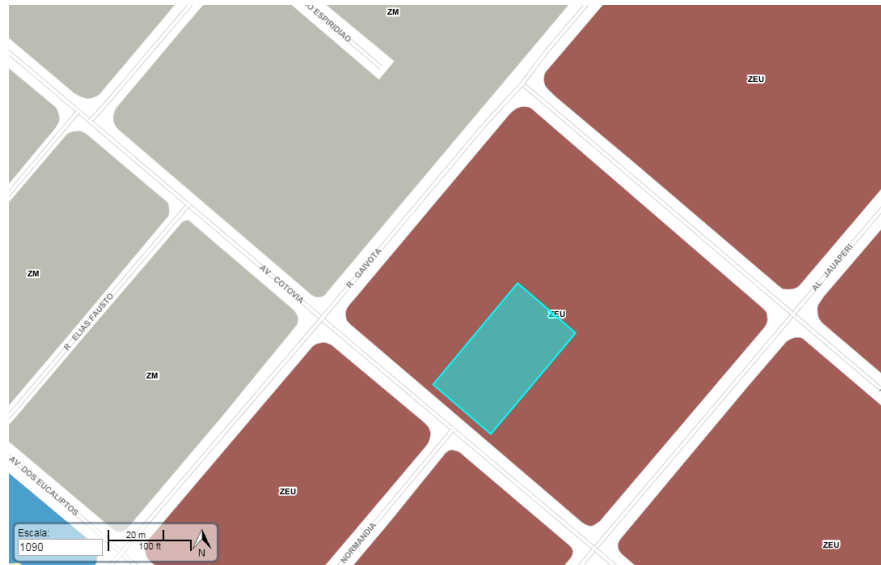 ZM
O ESPIRIDIAO
ZEU
R GAIVOTA
AL JAUAPERI
ZM
AV COTOVIA
R ELIAS FAUSTO
ZEU
ZM
AV. DOS EUCALIPTOS
ZEU
NORMANDIA
ZEU
Escala:
1090
20 m
100 ft
N